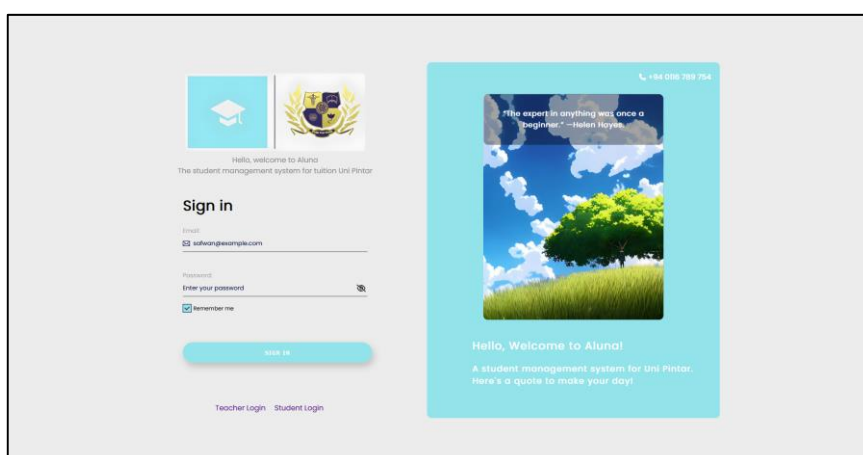 Hello, welcome to Aluna
The student management system for tuition Uni Pintar
Sign in
Email:
safwan@example.com
Password:
Enter your password
Remember me
SIGN IN
Teacher Login Student Login
+94 0116 789 754
"The expert in anything was once a
beginner." —Helen Hayes.
Hello, Welcome to Aluna!
A student management system for Uni Pintar.
Here's a quote to make your day!